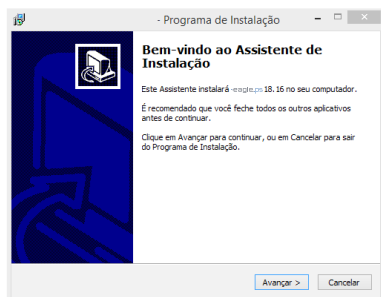 - Programa de Instalação
Bem-vindo ao Assistente de
Instalação
Este Assistente instalará 18.16 no seu computador.
É recomendado que você feche todos os outros aplicativos
antes de continuar.
Clique em Avançar para continuar, ou em Cancelar para sair
do Programa de Instalação.
Avançar >
Cancelar